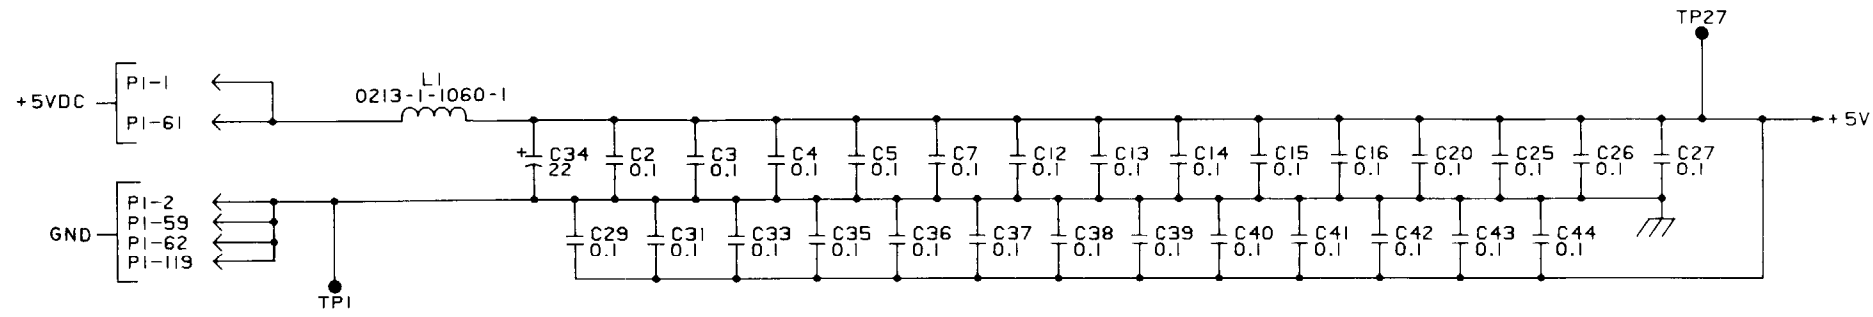 TP27
L1
0213-1-1060-1
+5VDC
P1-1
P1-61
+5V
+ C34
22
C2
0.1
C3
0.1
C4
0.1
C5
0.1
C7
0.1
C12
0.1
C13
0.1
C14
0.1
C15
0.1
C16
0.1
C20
0.1
C25
0.1
C26
0.1
C27
0.1
GND
P1-2
P1-59
P1-62
P1-119
C29
0.1
C31
0.1
C33
0.1
C35
0.1
C36
0.1
C37
0.1
C38
0.1
C39
0.1
C40
0.1
C41
0.1
C42
0.1
C43
0.1
C44
0.1
TP1